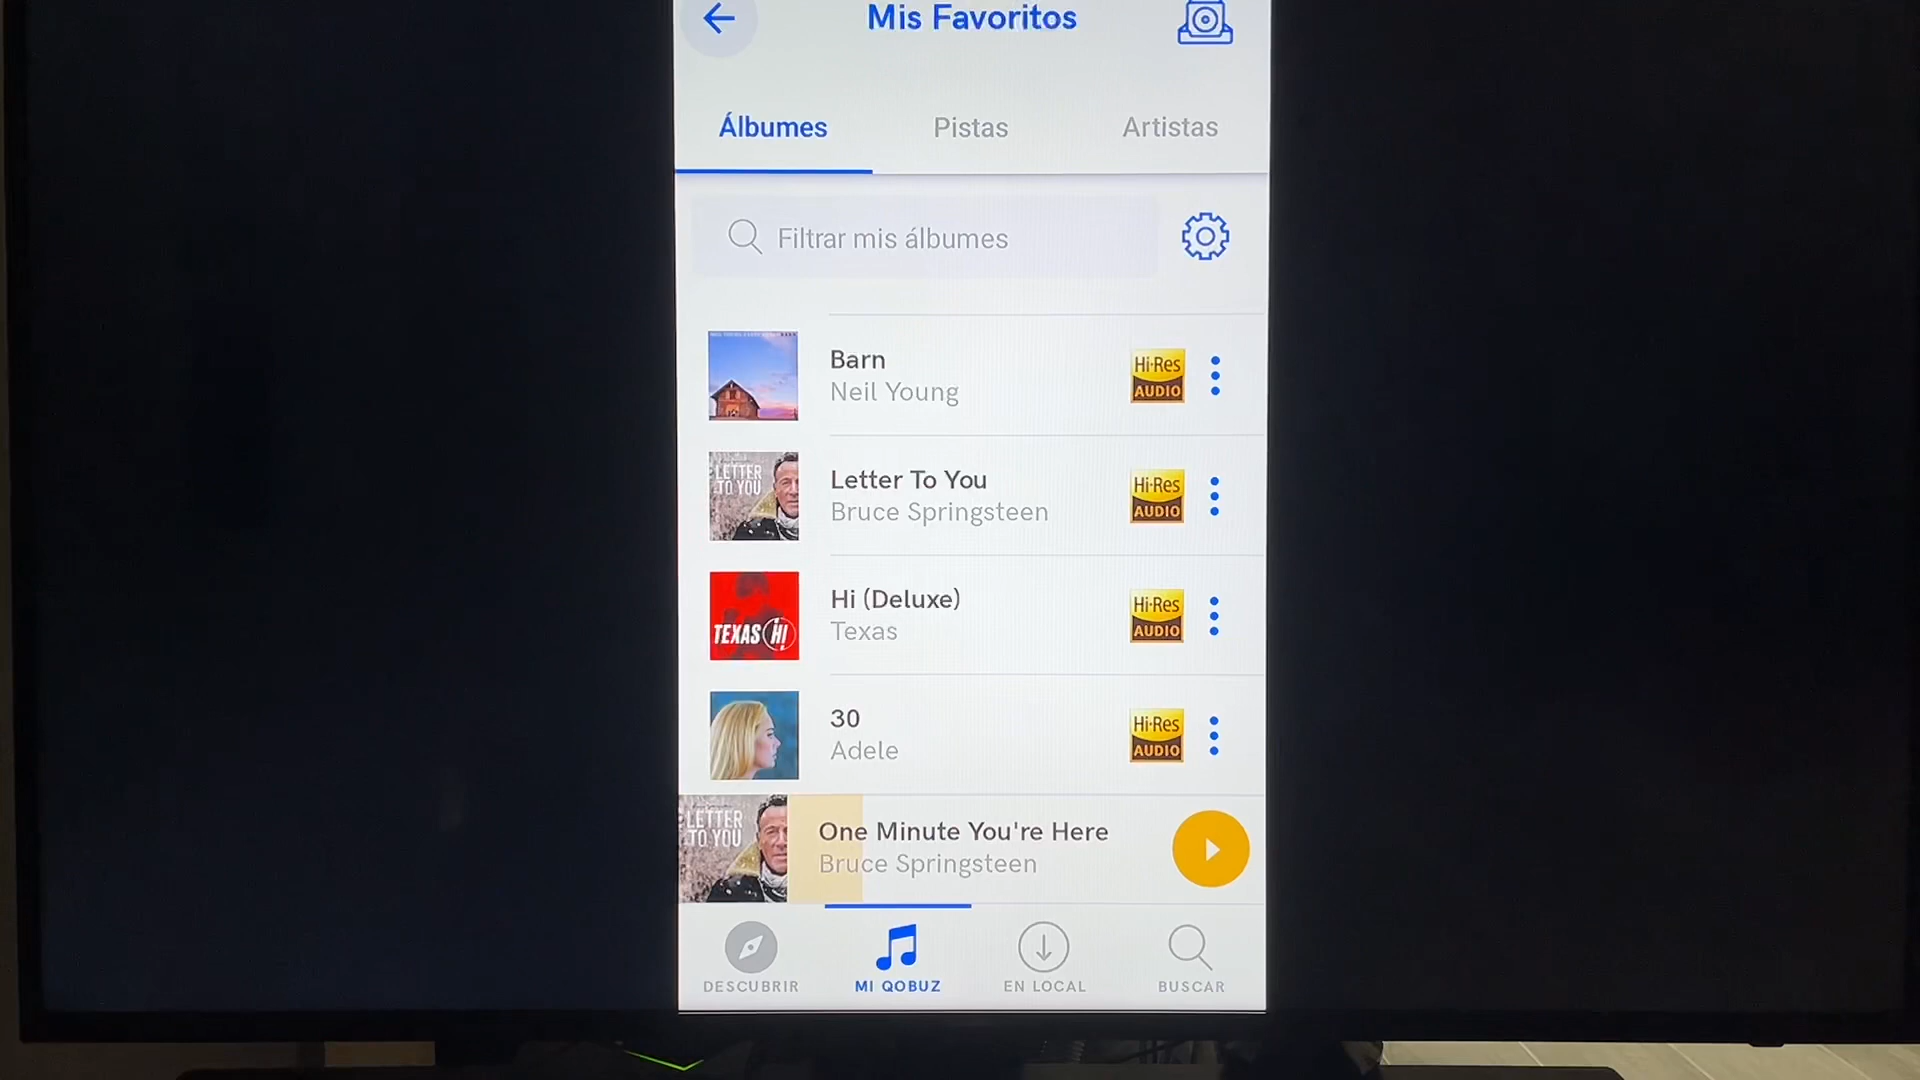 Mis Favoritos
Álbumes Pistas Artistas
Filtrar mis álbumes
Barn
Neil Young
Hi-Res
AUDIO
LETTER
TO YOU
Letter To You
Bruce Springsteen
Hi-Res
AUDIO
TEXAS HI
Hi (Deluxe)
Texas
Hi-Res
AUDIO
30
Adele
Hi-Res
AUDIO
LETTER
TO YOU
One Minute You're Here
Bruce Springsteen
DESCUBRIR MI QOBUZ EN LOCAL BUSCAR